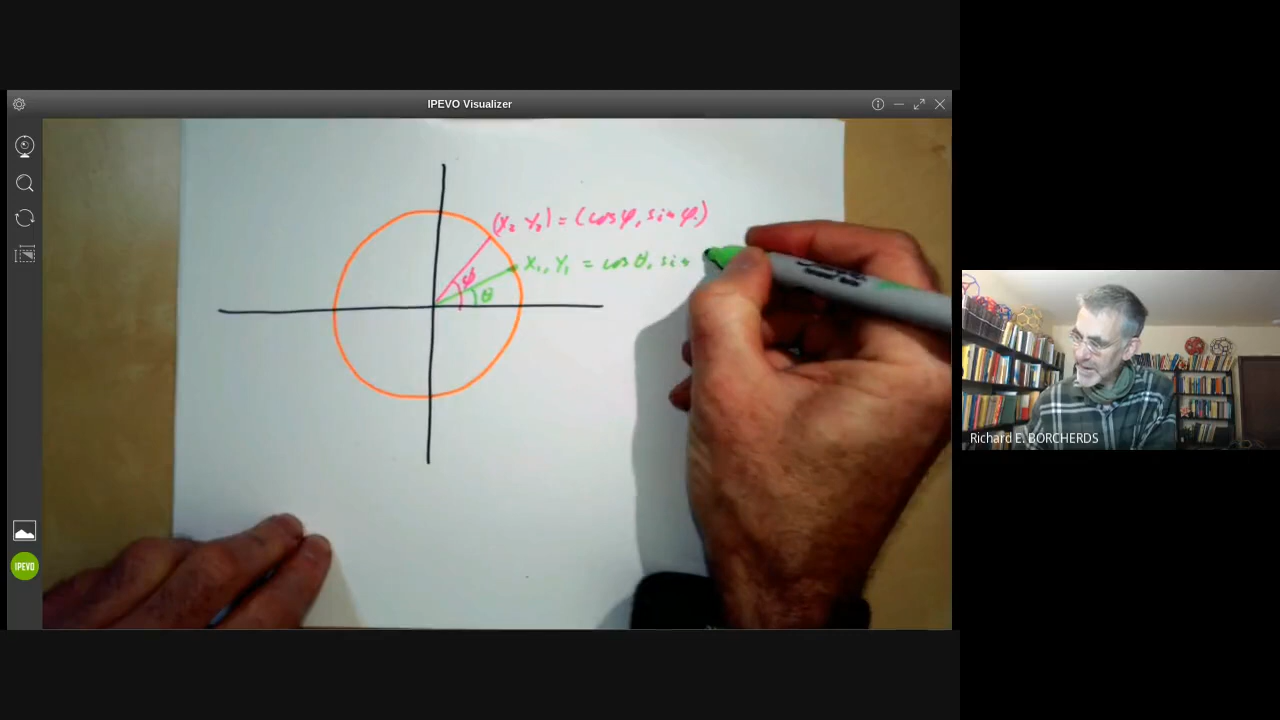 IPEVO Visualizer
(x₂ y₂) = (cos φ, sin φ)
x₁, y₁ = cos θ, sin
φ
θ
IPEVO
Richard E. BORCHERDS